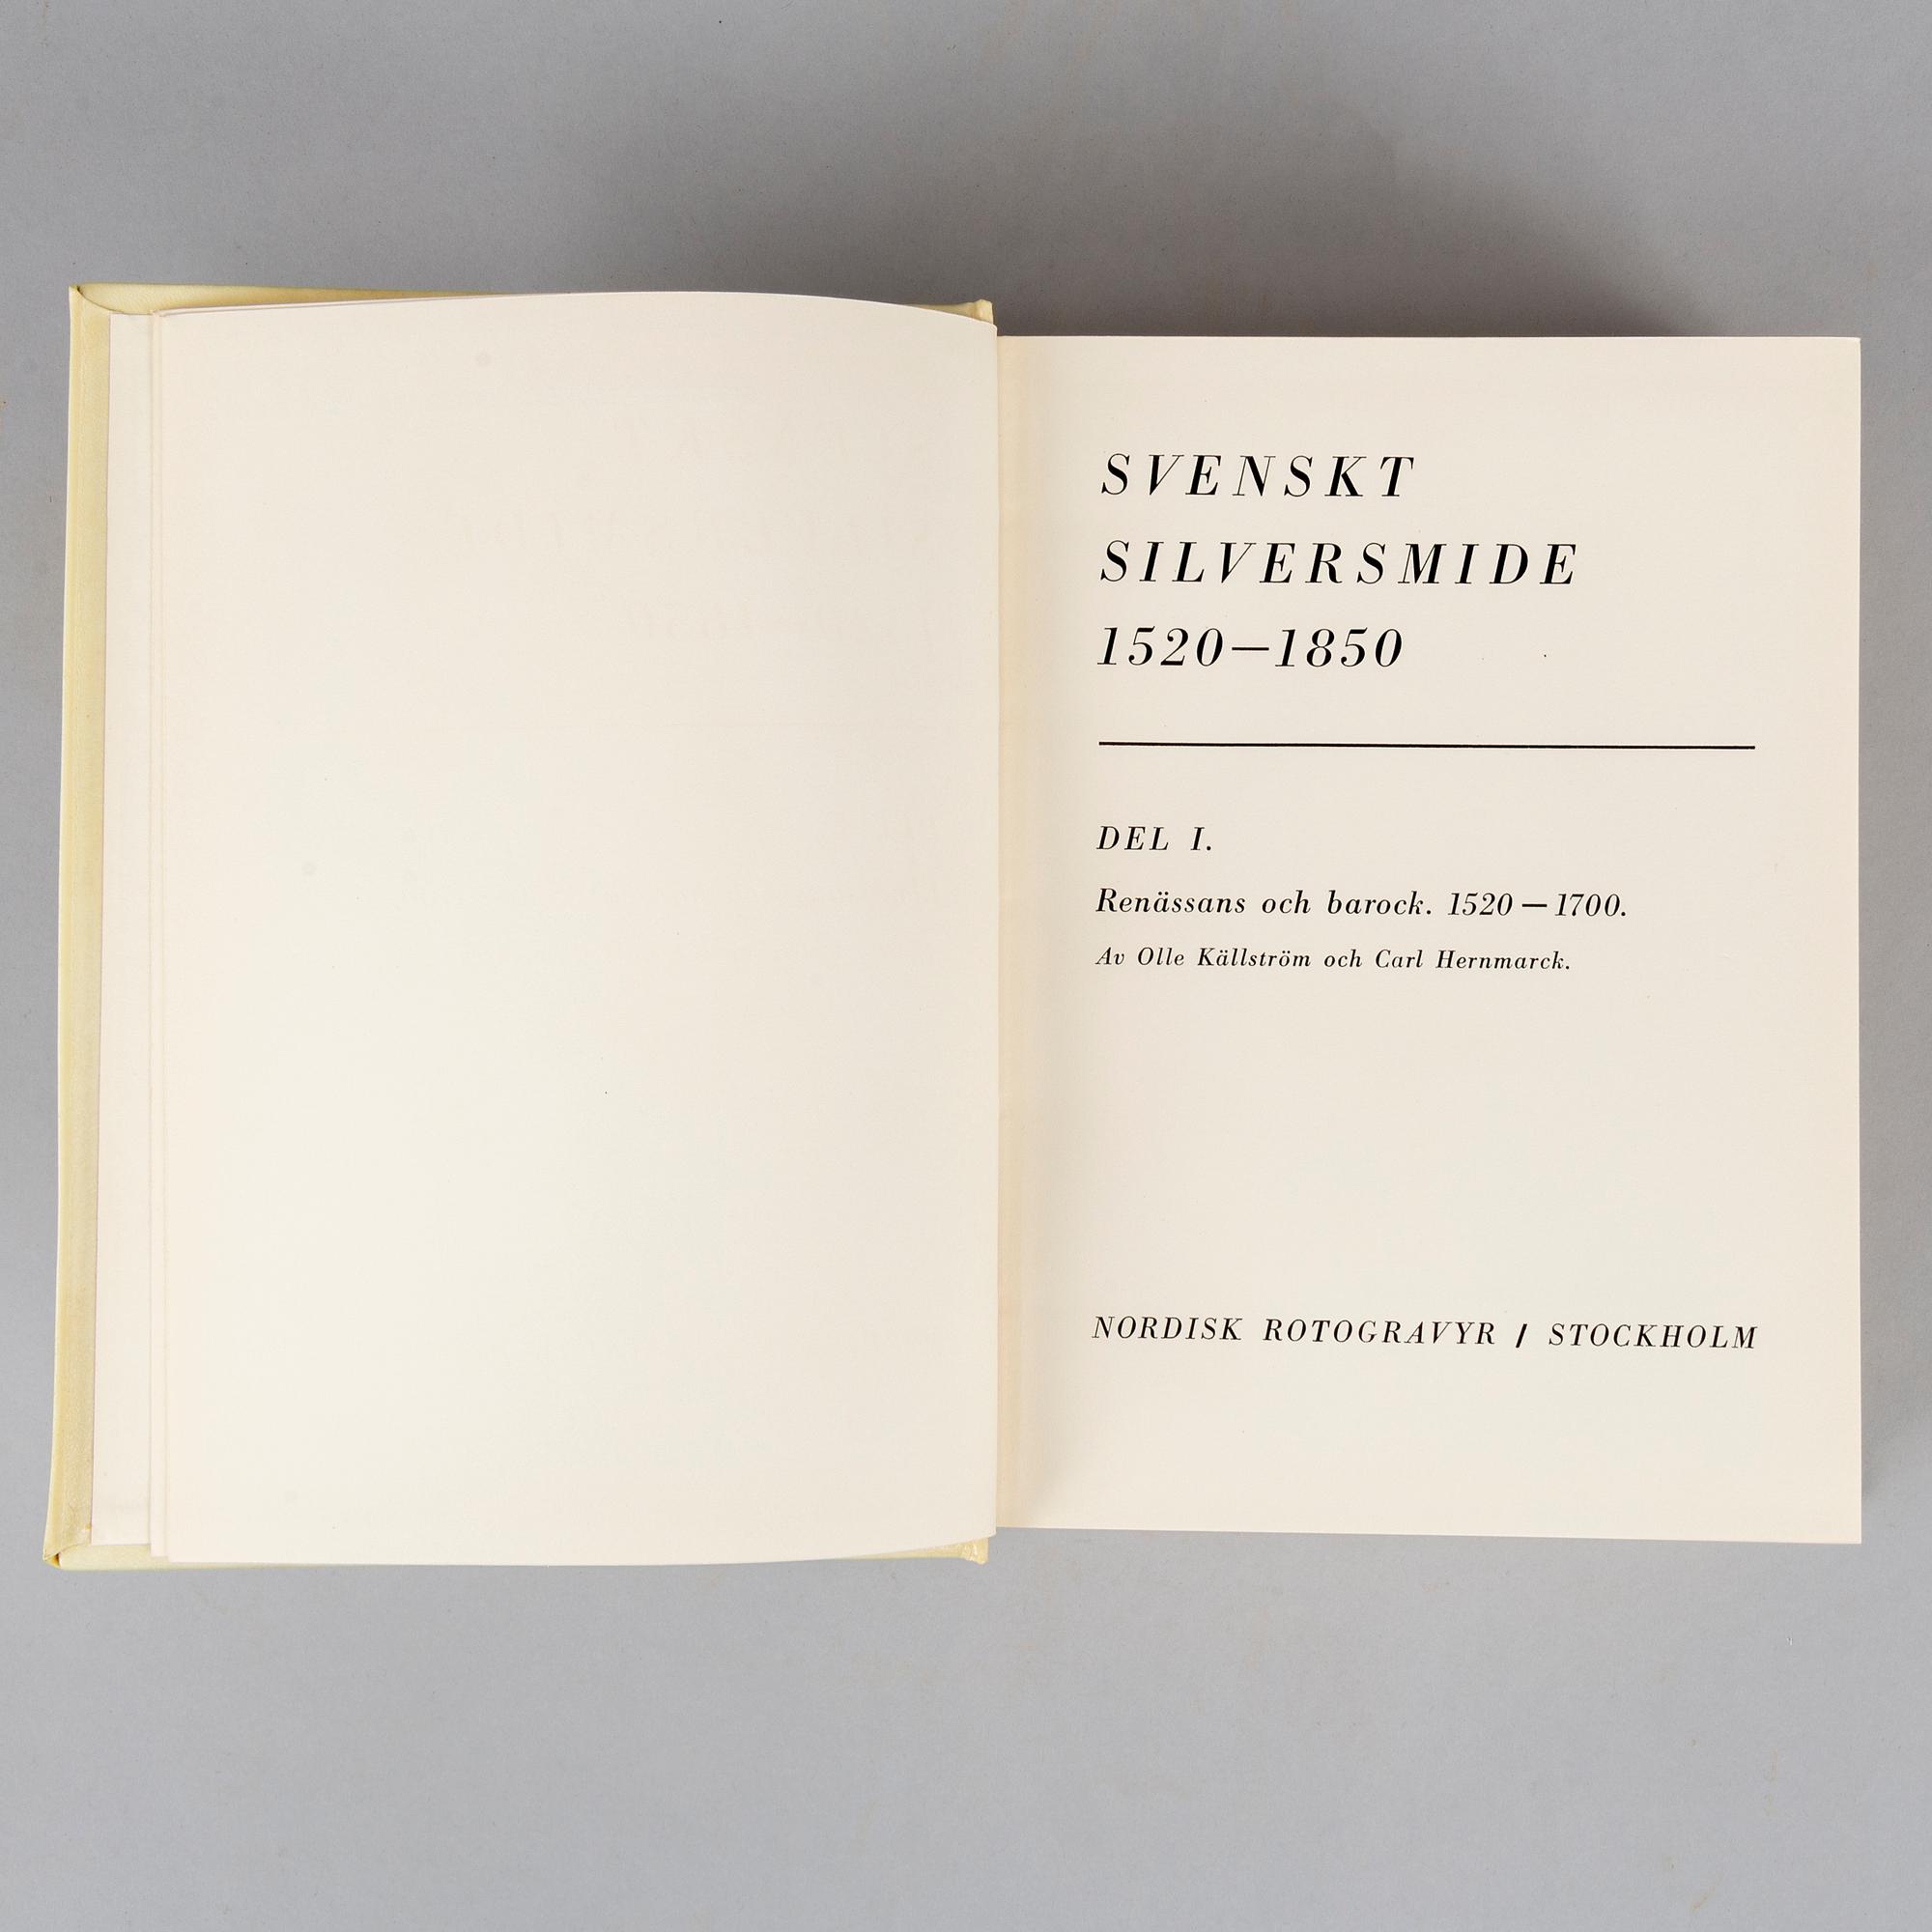 SVENSKT
SILVERSMIDE
1520—1850
DEL I.
Renässans och barock. 1520—1700.
Av Olle Källström och Carl Hernmarck.
NORDISK ROTOGRAVYR / STOCKHOLM